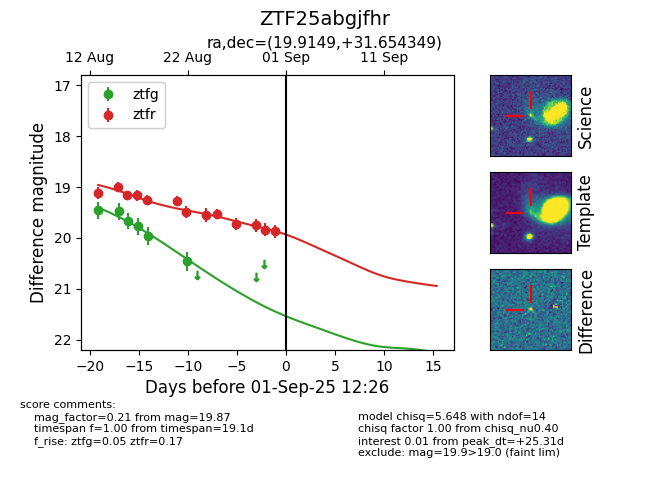 ZTF25abgjfhr
ra,dec=(19.9149,+31.654349)
12 Aug 22 Aug 01 Sep 11 Sep
ztfg
ztfr
17
18
19
20
21
22
Difference magnitude
−20 −15 −10 −5 0 5 10 15
Days before 01-Sep-25 12:26
Science
Template
Difference
score comments:
mag_factor=0.21 from mag=19.87
timespan f=1.00 from timespan=19.1d
f_rise: ztfg=0.05 ztfr=0.17
model chisq=5.648 with ndof=14
chisq factor 1.00 from chisq_nu0.40
interest 0.01 from peak_dt=+25.31d
exclude: mag=19.9>19.0 (faint lim)